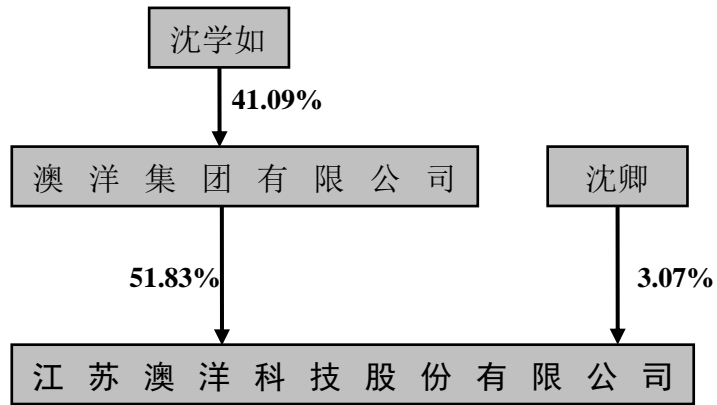 沈学如
41.09%
澳洋集团有限公司
沈卿
51.83%
3.07%
江苏澳洋科技股份有限公司